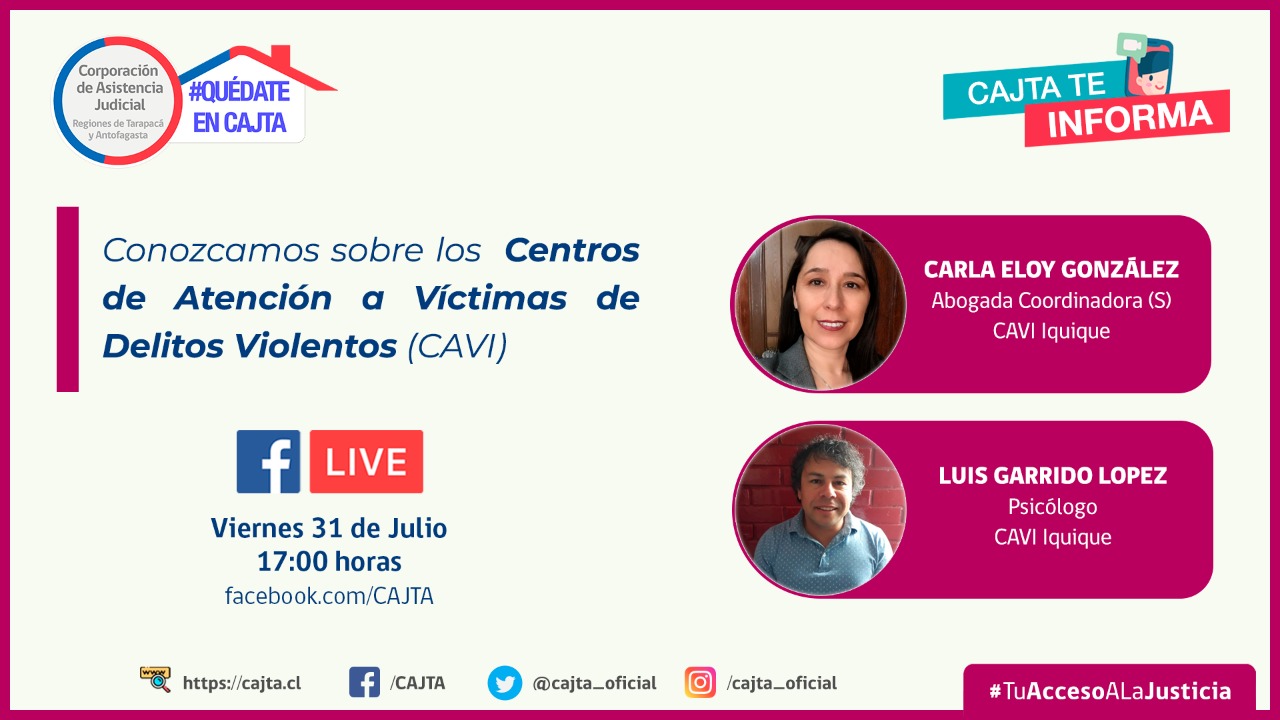 Corporación
de Asistencia
Judicial
Regiones de Tarapacá
y Antofagasta
#QUÉDATE
EN CAJTA
CAJTA TE
INFORMA
Conozcamos sobre los Centros
de Atención a Víctimas de
Delitos Violentos (CAVI)
f LIVE
Viernes 31 de Julio
17:00 horas
facebook.com/CAJTA
CARLA ELOY GONZÁLEZ
Abogada Coordinadora (S)
CAVI Iquique
LUIS GARRIDO LOPEZ
Psicólogo
CAVI Iquique
www https://cajta.cl f /CAJTA @cajta_oficial /cajta_oficial
#TuAccesoALaJusticia